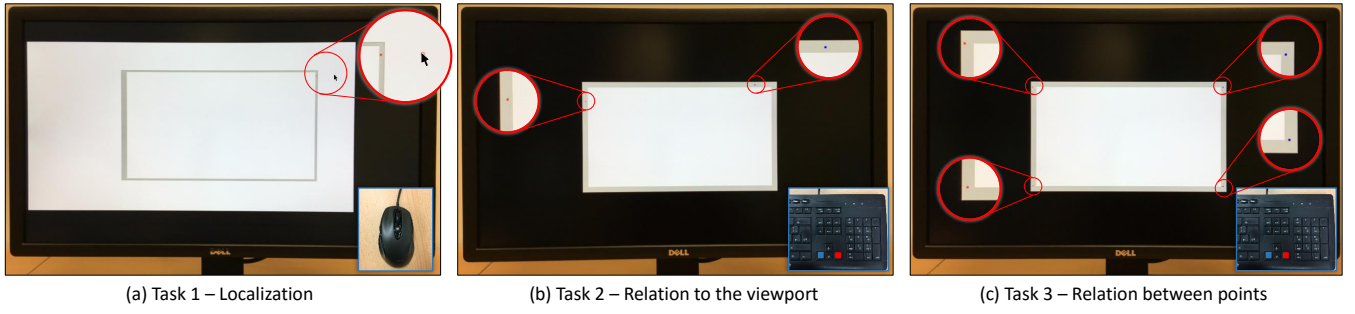 DELL
DELL
DELL
(a) Task 1 – Localization
(b) Task 2 – Relation to the viewport
(c) Task 3 – Relation between points